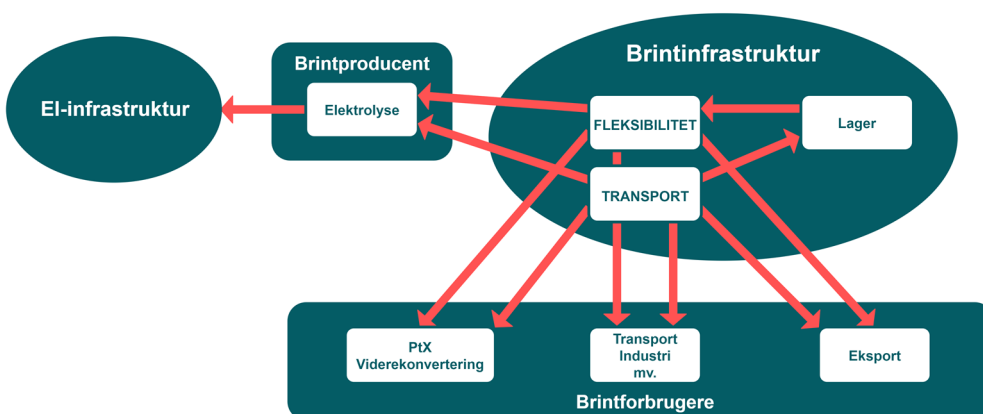 Brintinfrastruktur
Brintproducent
El-infrastruktur
Elektrolyse
FLEKSIBILITET
Lager
TRANSPORT
PtX
Viderekonvertering
Transport
Industri
mv.
Eksport
Brintforbrugere